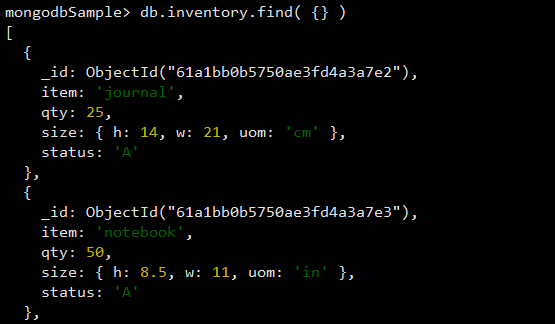 mongodbSample> db.inventory.find( {} )
[
  {
    _id: ObjectId("61a1bb0b5750ae3fd4a3a7e2"),
    item: 'journal',
    qty: 25,
    size: { h: 14, w: 21, uom: 'cm' },
    status: 'A'
  },
  {
    _id: ObjectId("61a1bb0b5750ae3fd4a3a7e3"),
    item: 'notebook',
    qty: 50,
    size: { h: 8.5, w: 11, uom: 'in' },
    status: 'A'
  },